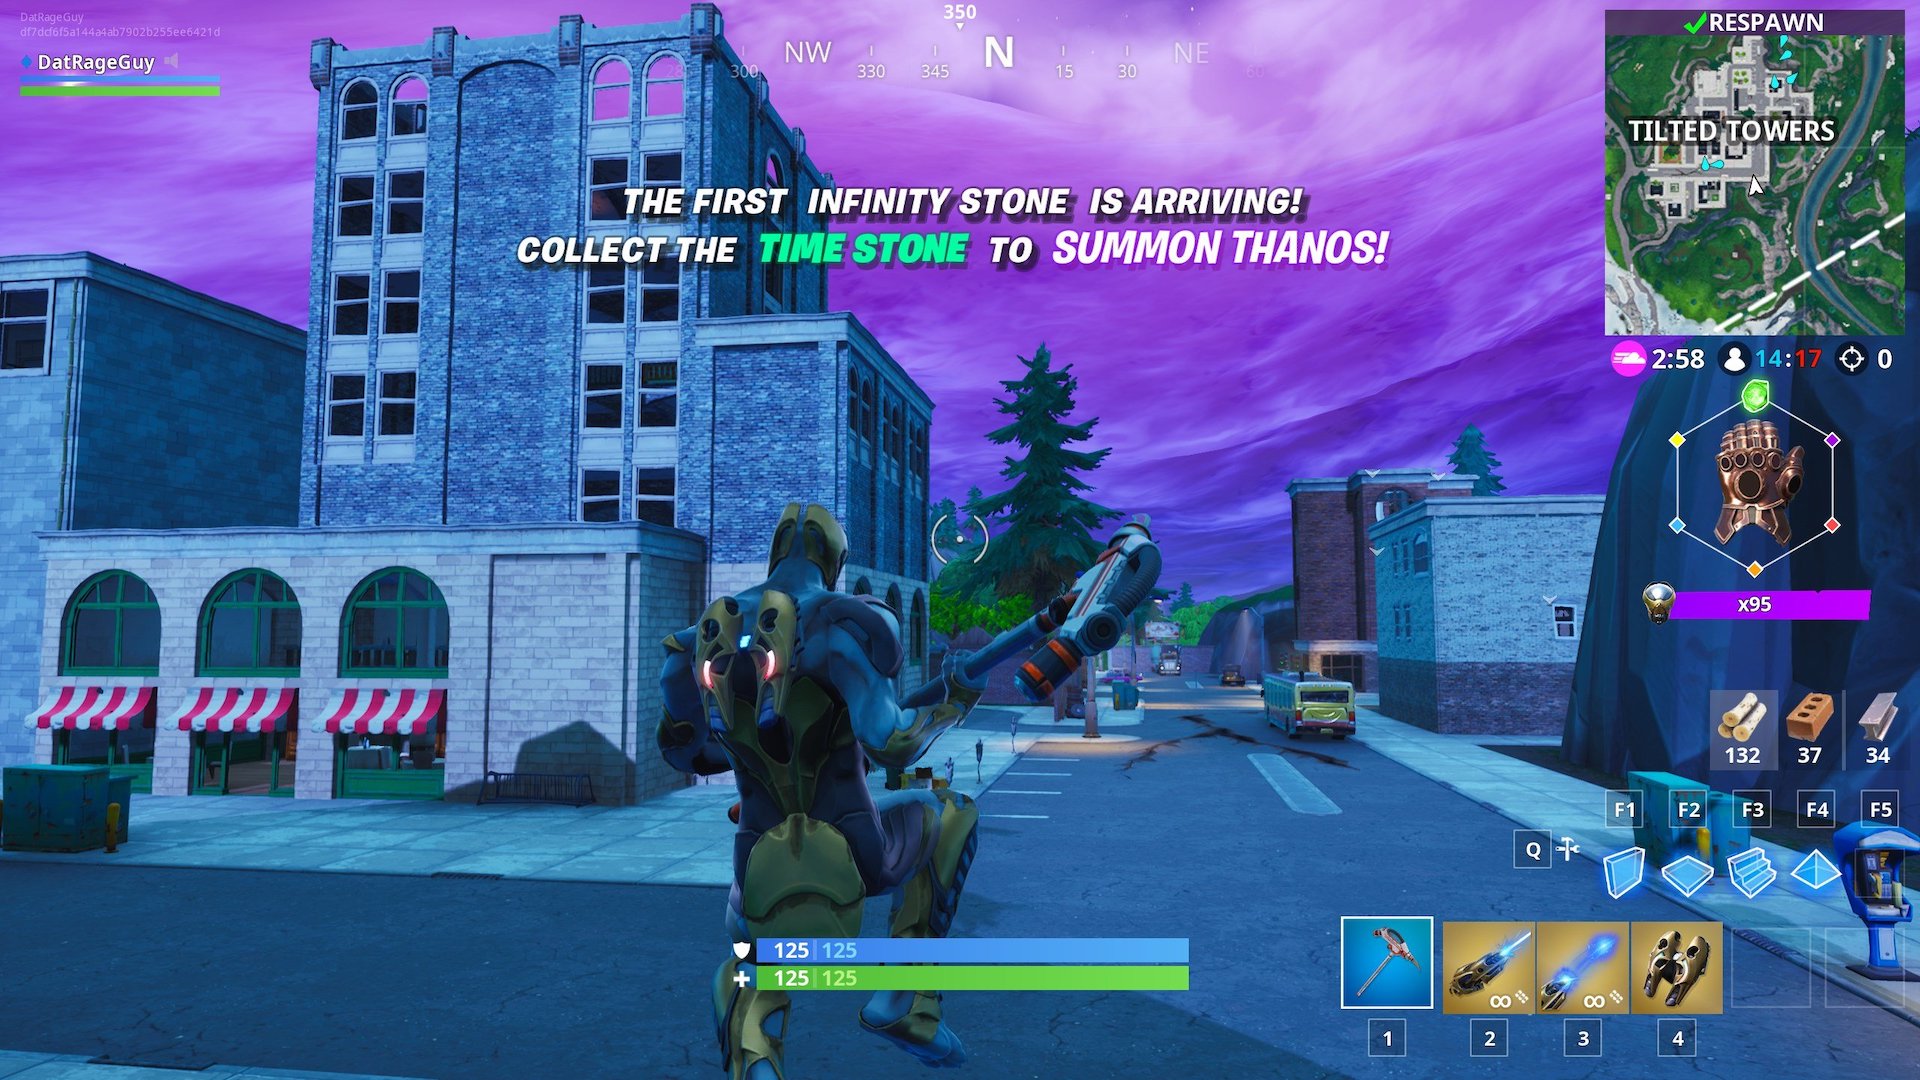 DatRageGuy
df7dcf6f5a144a4ab7902b255ee6421d
DatRageGuy
350
300 NW 330 345 N 15 30 NE 60
RESPAWN
TILTED TOWERS
THE FIRST INFINITY STONE IS ARRIVING!
COLLECT THE TIME STONE TO SUMMON THANOS!
2:58 14:17 0
x95
132 37 34
F1 F2 F3 F4 F5
Q
125 | 125
125 | 125
∞ ∞
1 2 3 4